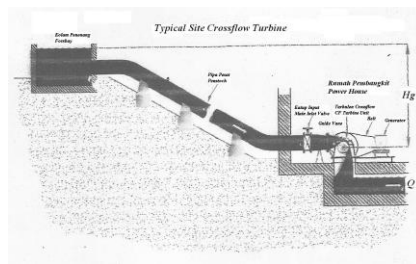 Typical Site Crossflow Turbine
Kolam Penenang
Forebay
Pipa Pesat
Penstock
Rumah Pembangkit
Power House
Hg
Katup Input
Main Inlet Valve
Guide Vane
Turbular Crossflow
CF Turbine Unit
Belt
Generator
Q